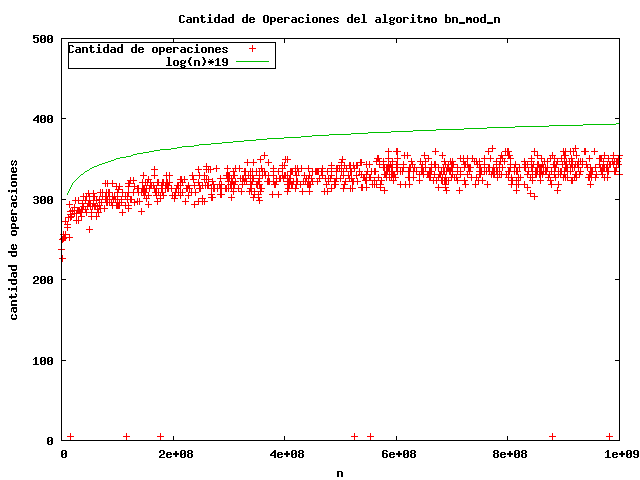 Cantidad de Operaciones del algoritmo bn_mod_n
500
Cantidad de operaciones
log(n)*19
400
300
200
100
0
cantidad de operaciones
0 2e+08 4e+08 6e+08 8e+08 1e+09
n